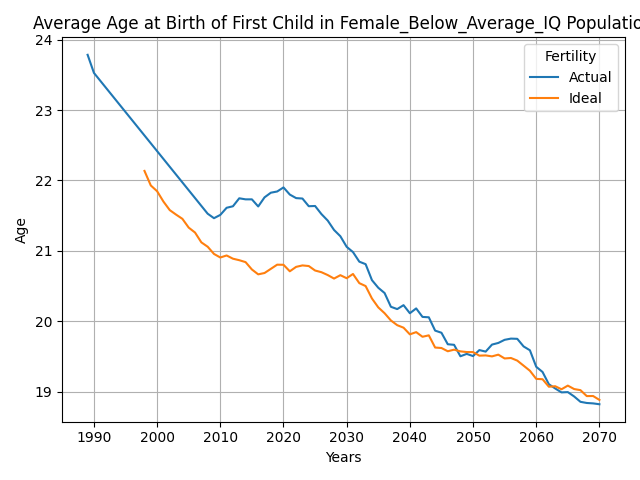 Average Age at Birth of First Child in Female_Below_Average_IQ Populatio
24
23
22
21
20
19
Age
Fertility
Actual
Ideal
1990 2000 2010 2020 2030 2040 2050 2060 2070
Years